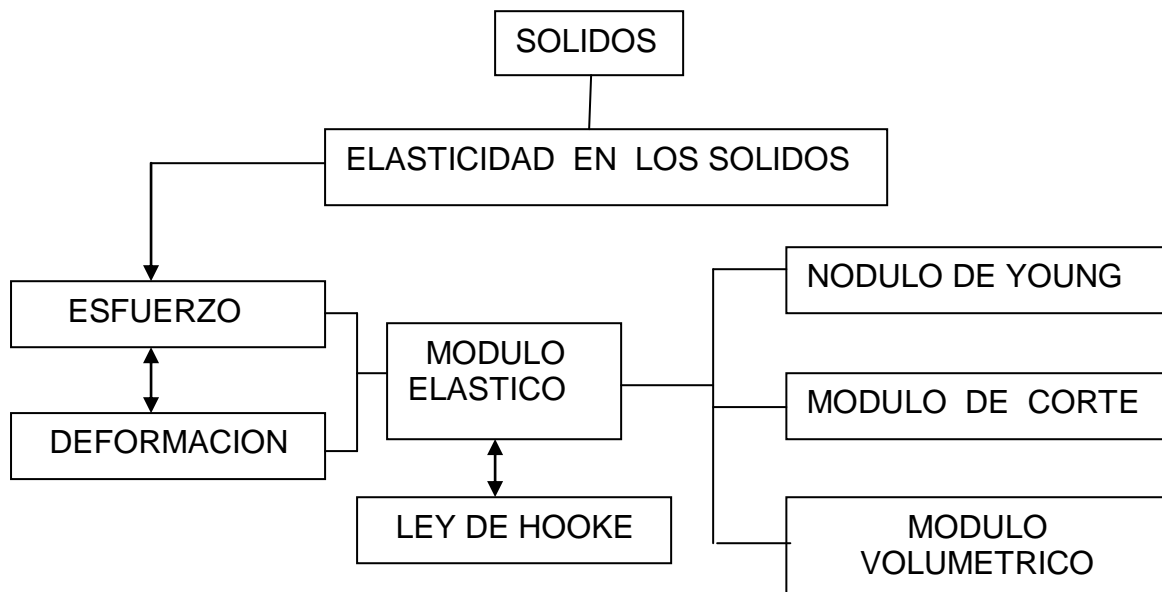 SOLIDOS
ELASTICIDAD EN LOS SOLIDOS
ESFUERZO
DEFORMACION
MODULO
ELASTICO
LEY DE HOOKE
NODULO DE YOUNG
MODULO DE CORTE
MODULO
VOLUMETRICO